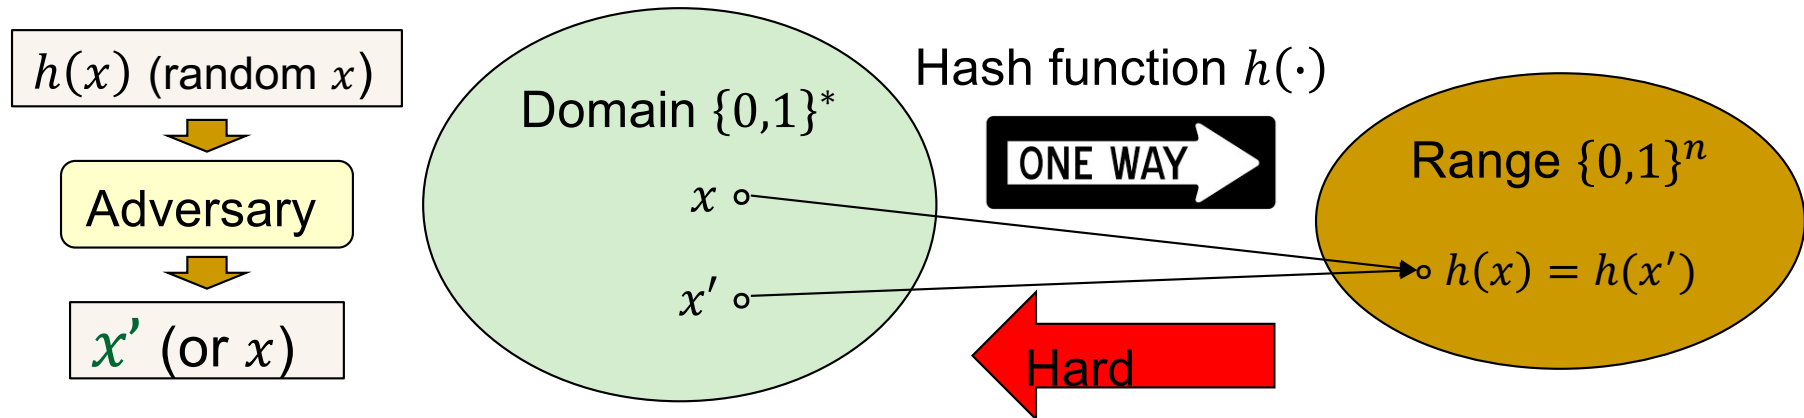 h(x) (random x)
Adversary
x’ (or x)
Domain {0,1}*
x
x′
Hash function h(·)
ONE WAY
Hard
Range {0,1}ⁿ
h(x) = h(x′)